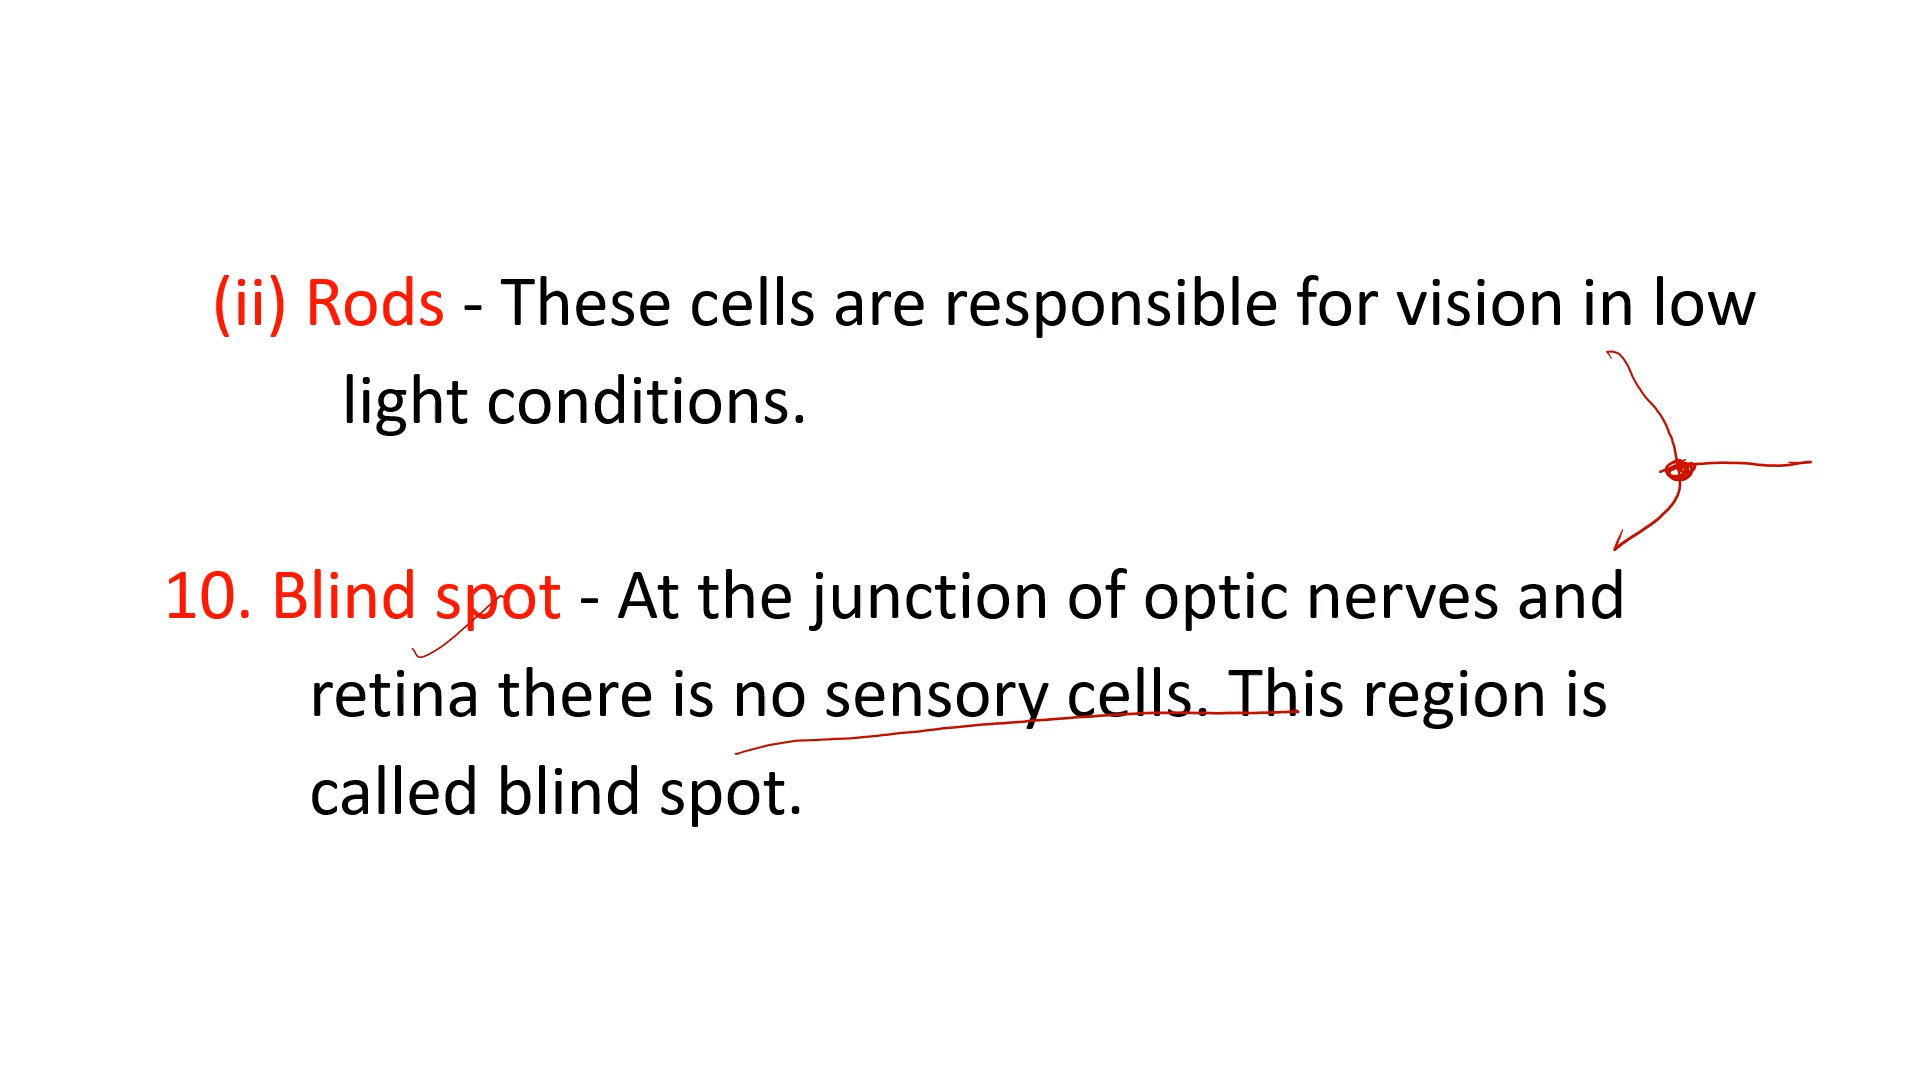 (ii) Rods - These cells are responsible for vision in low
light conditions.
10. Blind spot - At the junction of optic nerves and
retina there is no sensory cells. This region is
called blind spot.